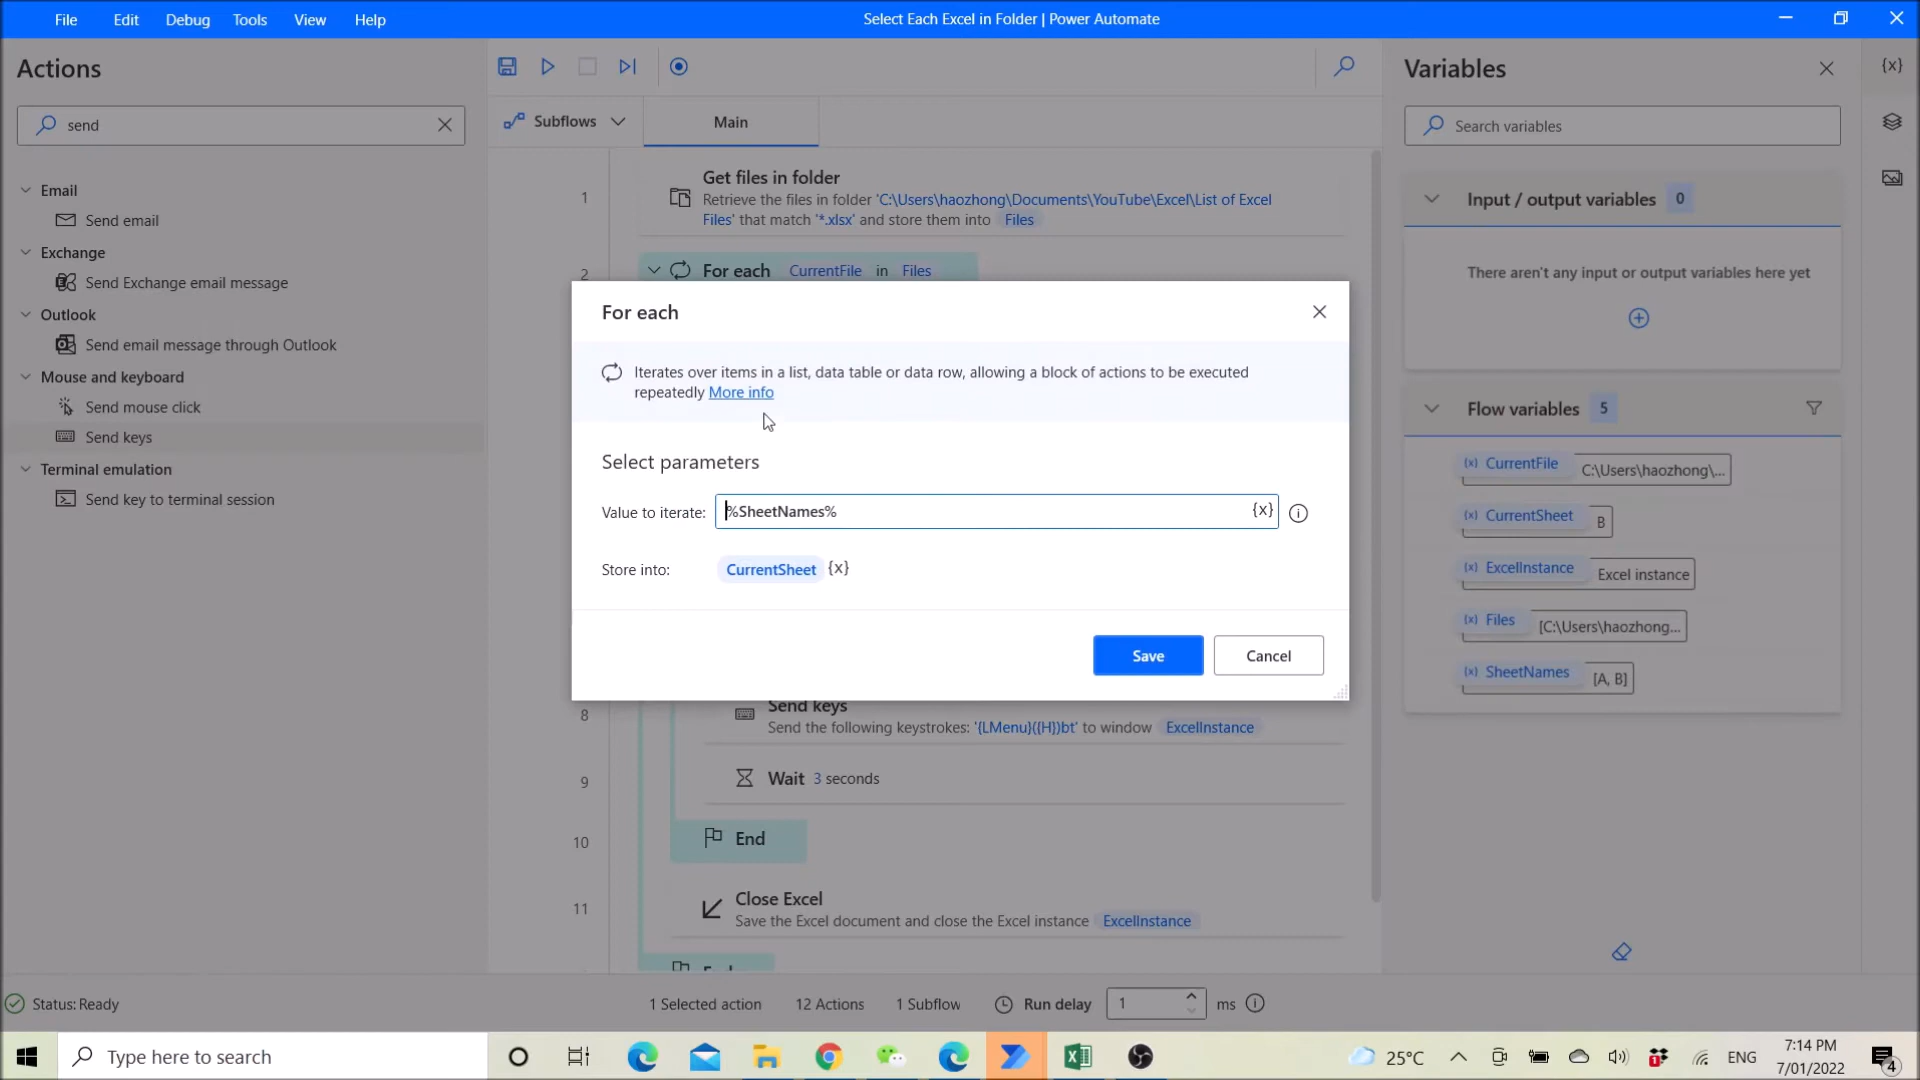 File Edit Debug Tools View Help
Select Each Excel in Folder | Power Automate
Actions
send
Email
Send email
Exchange
Send Exchange email message
Outlook
Send email message through Outlook
Mouse and keyboard
Send mouse click
Send keys
Terminal emulation
Send key to terminal session
Subflows
Main
1
Get files in folder
Retrieve the files in folder 'C:\Users\haozhong\Documents\YouTube\Excel\List of Excel
Files' that match '*.xlsx' and store them into Files
2
For each CurrentFile in Files
For each
Iterates over items in a list, data table or data row, allowing a block of actions to be executed
repeatedly More info
Select parameters
Value to iterate: %SheetNames% {x}
Store into: CurrentSheet {x}
Save Cancel
8
Send keys
Send the following keystrokes: '{LMenu}({H})bt' to window ExcelInstance
9
Wait 3 seconds
10
End
11
Close Excel
Save the Excel document and close the Excel instance ExcelInstance
Variables
{x}
Search variables
Input / output variables 0
There aren't any input or output variables here yet
Flow variables 5
(x) CurrentFile C:\Users\haozhong\...
(x) CurrentSheet B
(x) ExcelInstance Excel instance
(x) Files [C:\Users\haozhong...
(x) SheetNames [A, B]
Status: Ready
1 Selected action 12 Actions 1 Subflow Run delay 1 ms
Type here to search
25°C
1
ENG
7:14 PM
7/01/2022
4